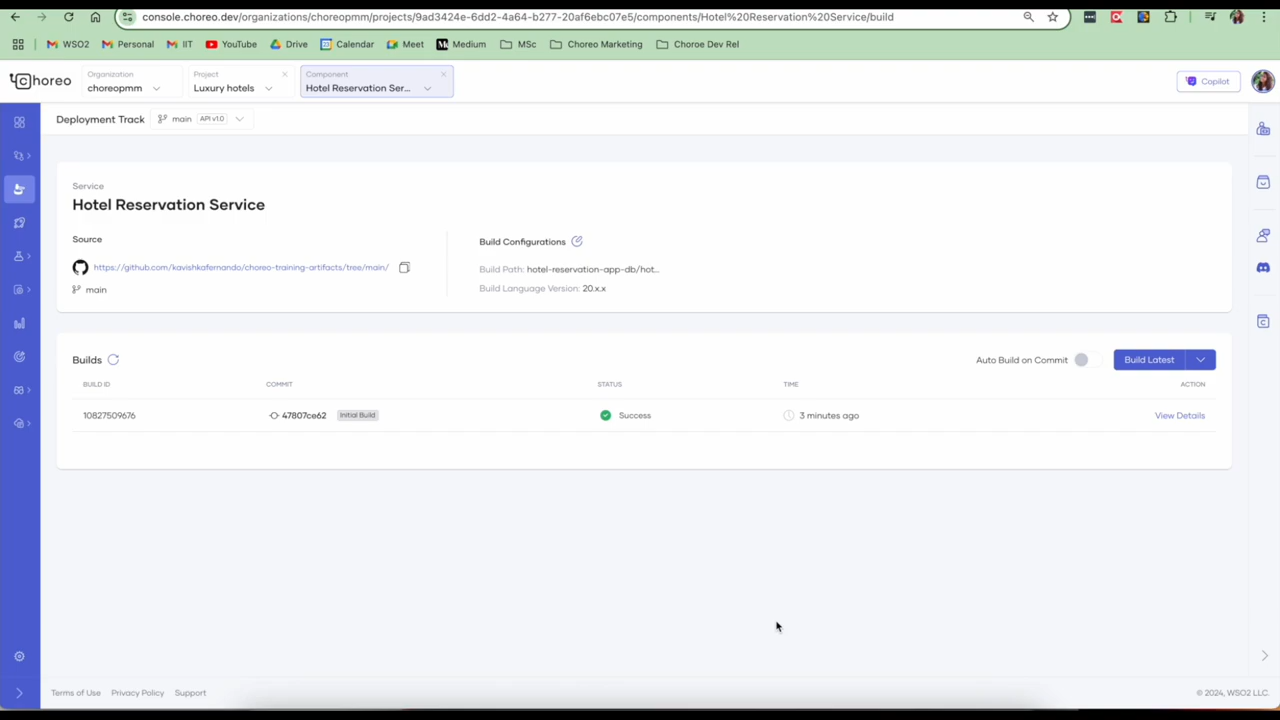 console.choreo.dev/organizations/choreopmm/projects/9ad3424e-6dd2-4a64-b277-20af6ebc07e5/components/Hotel%20Reservation%20Service/build
WSO2 Personal IIT YouTube Drive Calendar Meet Medium MSc Choreo Marketing Choroe Dev Rel
choreo
Organization Project Component
choreopmm Luxury hotels Hotel Reservation Ser... Copilot
Deployment Track main API v1.0
Service
Hotel Reservation Service
Source
https://github.com/kavishkafernando/choreo-training-artifacts/tree/main/
main
Build Configurations
Build Path: hotel-reservation-app-db/hot...
Build Language Version: 20.x.x
Builds Auto Build on Commit Build Latest
BUILD ID COMMIT STATUS TIME ACTION
10827509676 47807ce62 Initial Build Success 3 minutes ago View Details
Terms of Use Privacy Policy Support © 2024, WSO2 LLC.